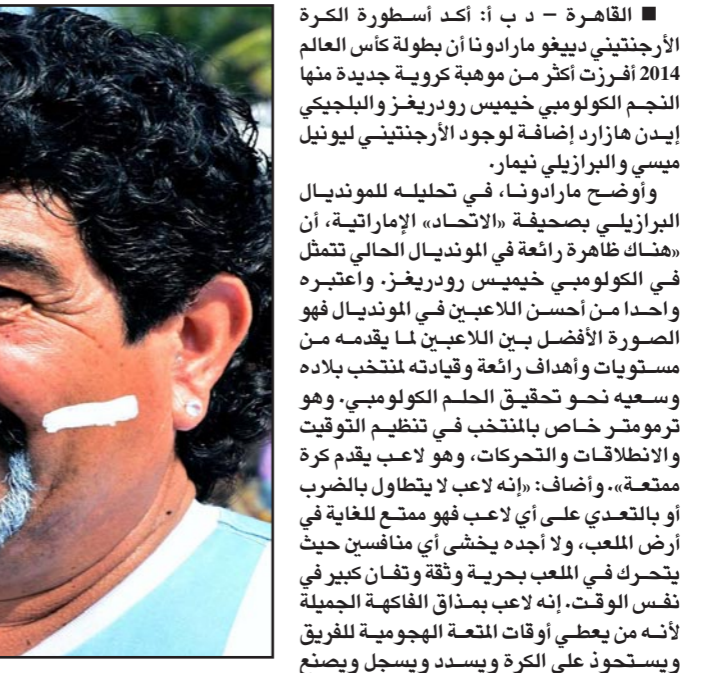 ■ القاهرة – د ب أ: أكد أسطورة الكرة
الأرجنتيني دييغو مارادونا أن بطولة كأس العالم
2014 أفرزت أكثر من موهبة كروية جديدة منها
النجم الكولومبي خيميس رودريغز والبلجيكي
إيدن هازارد إضافة لوجود الأرجنتيني ليونيل
ميسي والبرازيلي نيمار.
وأوضح مارادونا، في تحليله للمونديال
البرازيلي بصحيفة «الاتحاد» الإماراتية، أن
«هناك ظاهرة رائعة في المونديال الحالي تتمثل
في الكولومبي خيميس رودريغز. واعتبره
واحدا من أحسن اللاعبين في المونديال فهو
الصورة الأفضل بين اللاعبين لما يقدمه من
مستويات وأهداف رائعة وقيادته لمنتخب بلاده
وسعيه نحو تحقيق الحلم الكولومبي. وهو
ترمومتر خاص بالمنتخب في تنظيم التوقيت
والانطلاقات والتحركات، وهو لاعب يقدم كرة
ممتعة». وأضاف: «إنه لاعب لا يتطاول بالضرب
أو بالتعدي على أي لاعب فهو ممتع للغاية في
أرض الملعب، ولا أجده يخشى أي منافسين حيث
يتحرك في الملعب بحرية وثقة وتفان كبير في
نفس الوقت. إنه لاعب بمذاق الفاكهة الجميلة
لأنه من يعطي أوقات المتعة الهجومية للفريق
ويستحوذ على الكرة ويسدد ويسجل ويصنع